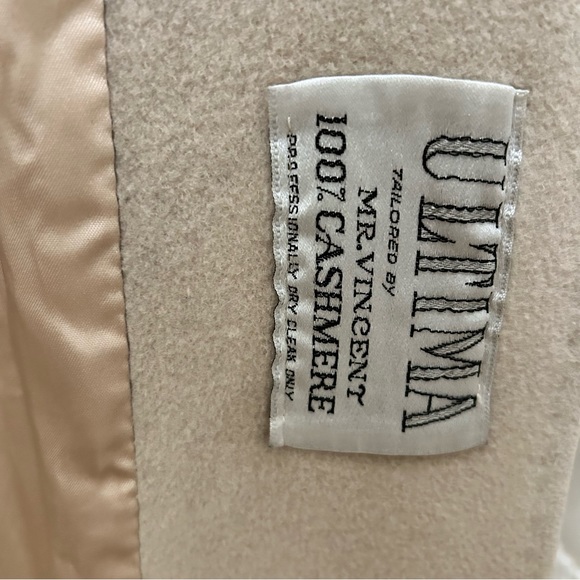 ULTIMA
TAILORED BY
MR. VINCENT
100% CASHMERE
PROFESSIONALLY DRY CLEAN ONLY